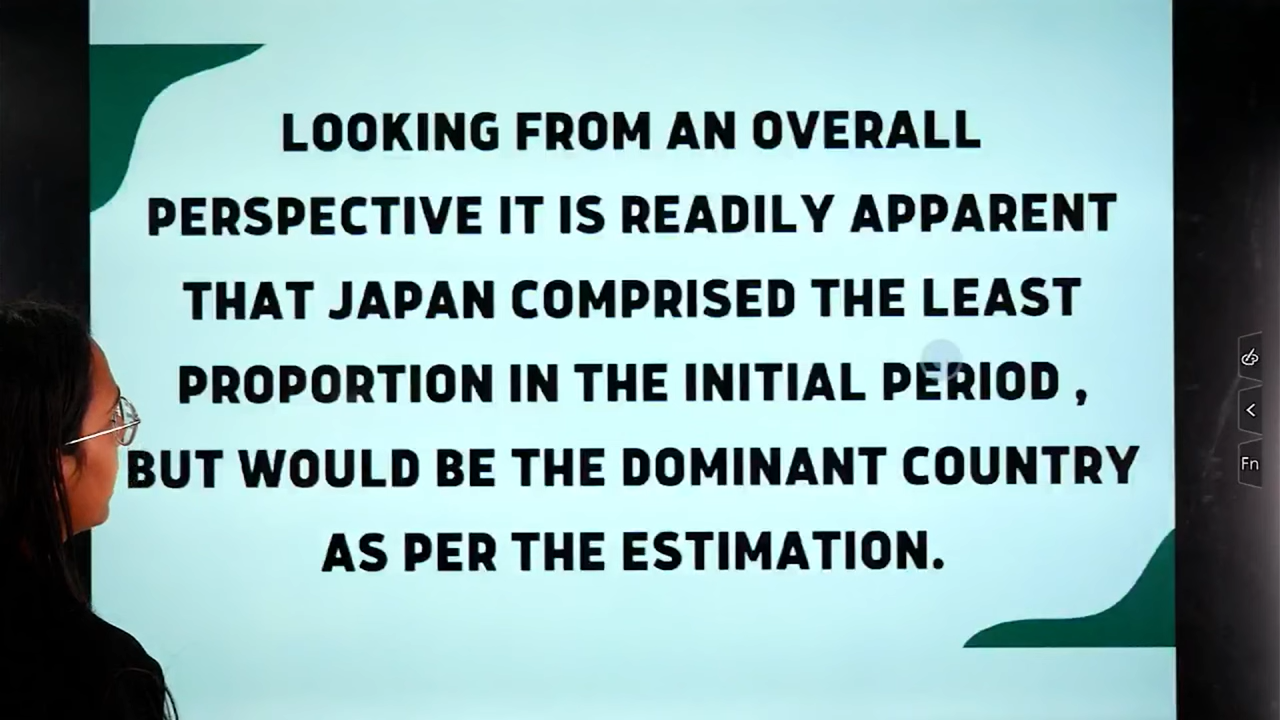 LOOKING FROM AN OVERALL
PERSPECTIVE IT IS READILY APPARENT
THAT JAPAN COMPRISED THE LEAST
PROPORTION IN THE INITIAL PERIOD ,
BUT WOULD BE THE DOMINANT COUNTRY
AS PER THE ESTIMATION.
Fn